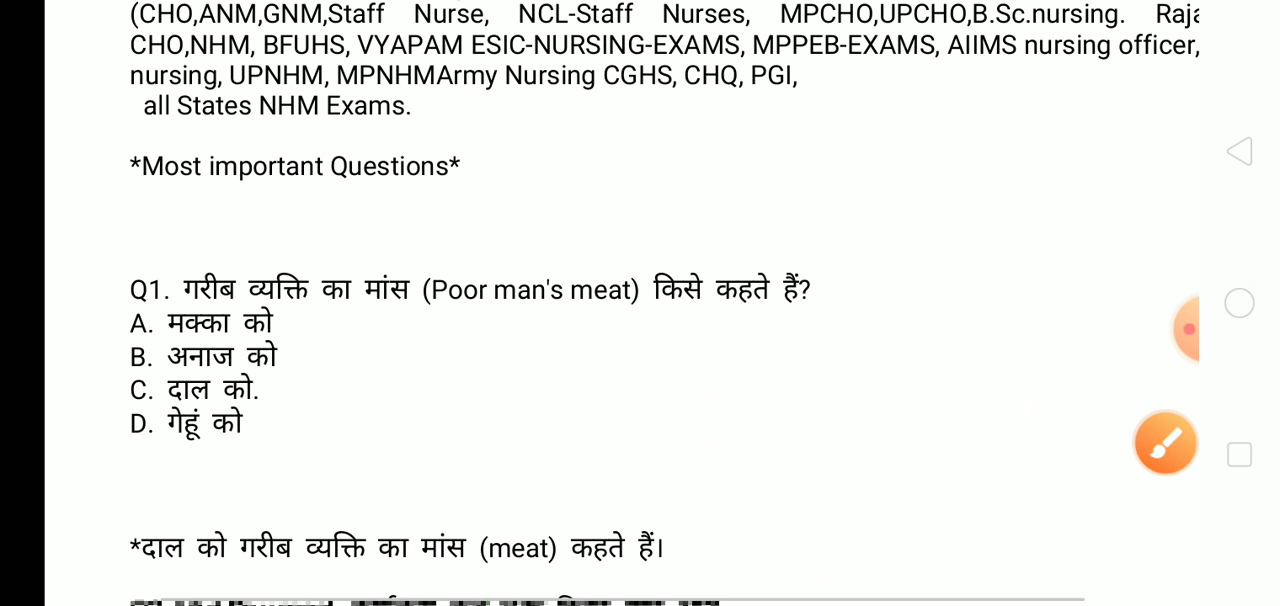 (CHO,ANM,GNM,Staff Nurse, NCL-Staff Nurses, MPCHO,UPCHO,B.Sc.nursing.
CHO,NHM, BFUHS, VYAPAM ESIC-NURSING-EXAMS, MPPEB-EXAMS, AIIMS nursing officer,
nursing, UPNHM, MPNHMArmy Nursing CGHS, CHQ, PGI,
all States NHM Exams.
*Most important Questions*
Q1. गरीब व्यक्ति का मांस (Poor man's meat) किसे कहते हैं?
A. मक्का को
B. अनाज को
C. दाल को.
D. गेहूं को
*दाल को गरीब व्यक्ति का मांस (meat) कहते हैं।